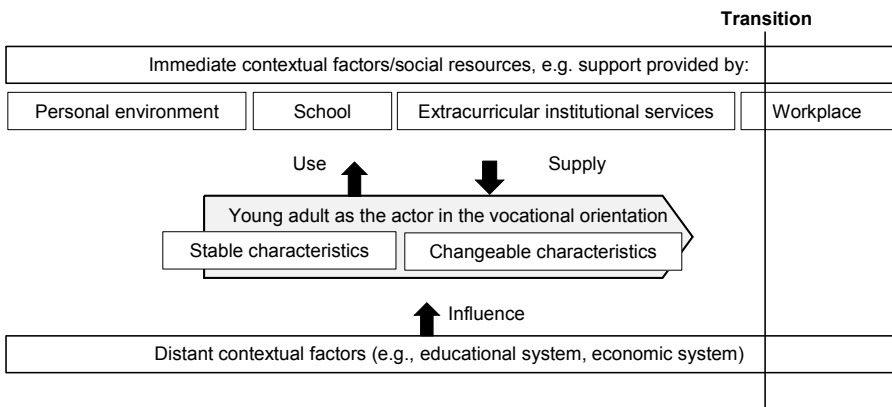 Transition
Immediate contextual factors/social resources, e.g. support provided by:
Personal environment
School
Extracurricular institutional services
Workplace
Use
Supply
Young adult as the actor in the vocational orientation
Stable characteristics
Changeable characteristics
Influence
Distant contextual factors (e.g., educational system, economic system)